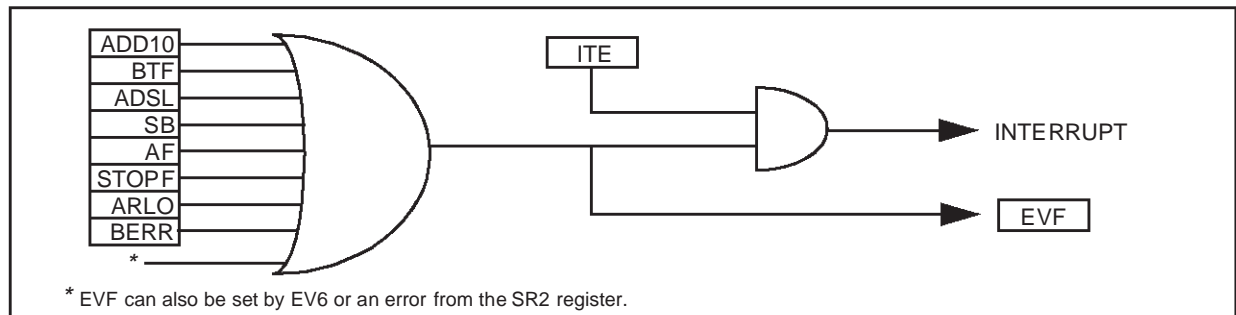 ADD10
BTF
ADSL
SB
AF
STOPF
ARLO
BERR
*
ITE
INTERRUPT
EVF
* EVF can also be set by EV6 or an error from the SR2 register.